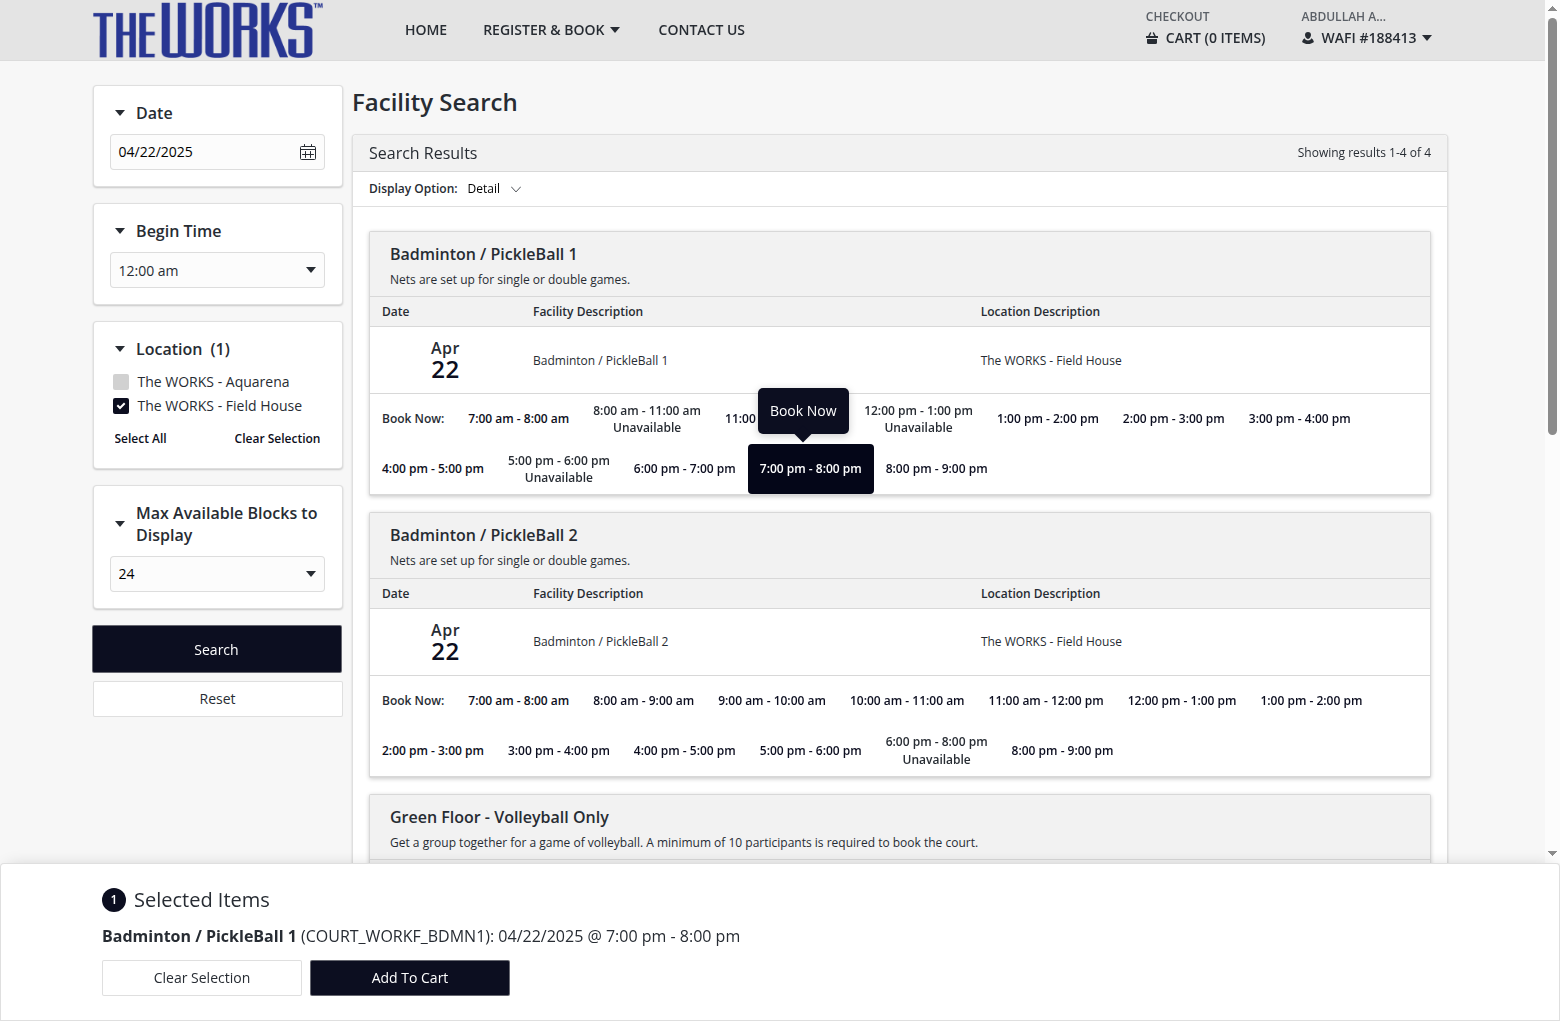 THE WORKS™
HOME
REGISTER & BOOK
CONTACT US
CHECKOUT
CART (0 ITEMS)
ABDULLAH A...
WAFI #188413
Date
04/22/2025
Begin Time
12:00 am
Location (1)
The WORKS - Aquarena
The WORKS - Field House
Select All
Clear Selection
Max Available Blocks to
Display
24
Search
Reset
Facility Search
Search Results
Showing results 1-4 of 4
Display Option: Detail
Badminton / PickleBall 1
Nets are set up for single or double games.
Date
Facility Description
Location Description
Apr
22
Badminton / PickleBall 1
The WORKS - Field House
Book Now:
7:00 am - 8:00 am
8:00 am - 11:00 am
Unavailable
11:00
Book Now
12:00 pm - 1:00 pm
Unavailable
1:00 pm - 2:00 pm
2:00 pm - 3:00 pm
3:00 pm - 4:00 pm
4:00 pm - 5:00 pm
5:00 pm - 6:00 pm
Unavailable
6:00 pm - 7:00 pm
7:00 pm - 8:00 pm
8:00 pm - 9:00 pm
Badminton / PickleBall 2
Nets are set up for single or double games.
Date
Facility Description
Location Description
Apr
22
Badminton / PickleBall 2
The WORKS - Field House
Book Now:
7:00 am - 8:00 am
8:00 am - 9:00 am
9:00 am - 10:00 am
10:00 am - 11:00 am
11:00 am - 12:00 pm
12:00 pm - 1:00 pm
1:00 pm - 2:00 pm
2:00 pm - 3:00 pm
3:00 pm - 4:00 pm
4:00 pm - 5:00 pm
5:00 pm - 6:00 pm
6:00 pm - 8:00 pm
Unavailable
8:00 pm - 9:00 pm
Green Floor - Volleyball Only
Get a group together for a game of volleyball. A minimum of 10 participants is required to book the court.
1 Selected Items
Badminton / PickleBall 1 (COURT_WORKF_BDMN1): 04/22/2025 @ 7:00 pm - 8:00 pm
Clear Selection
Add To Cart